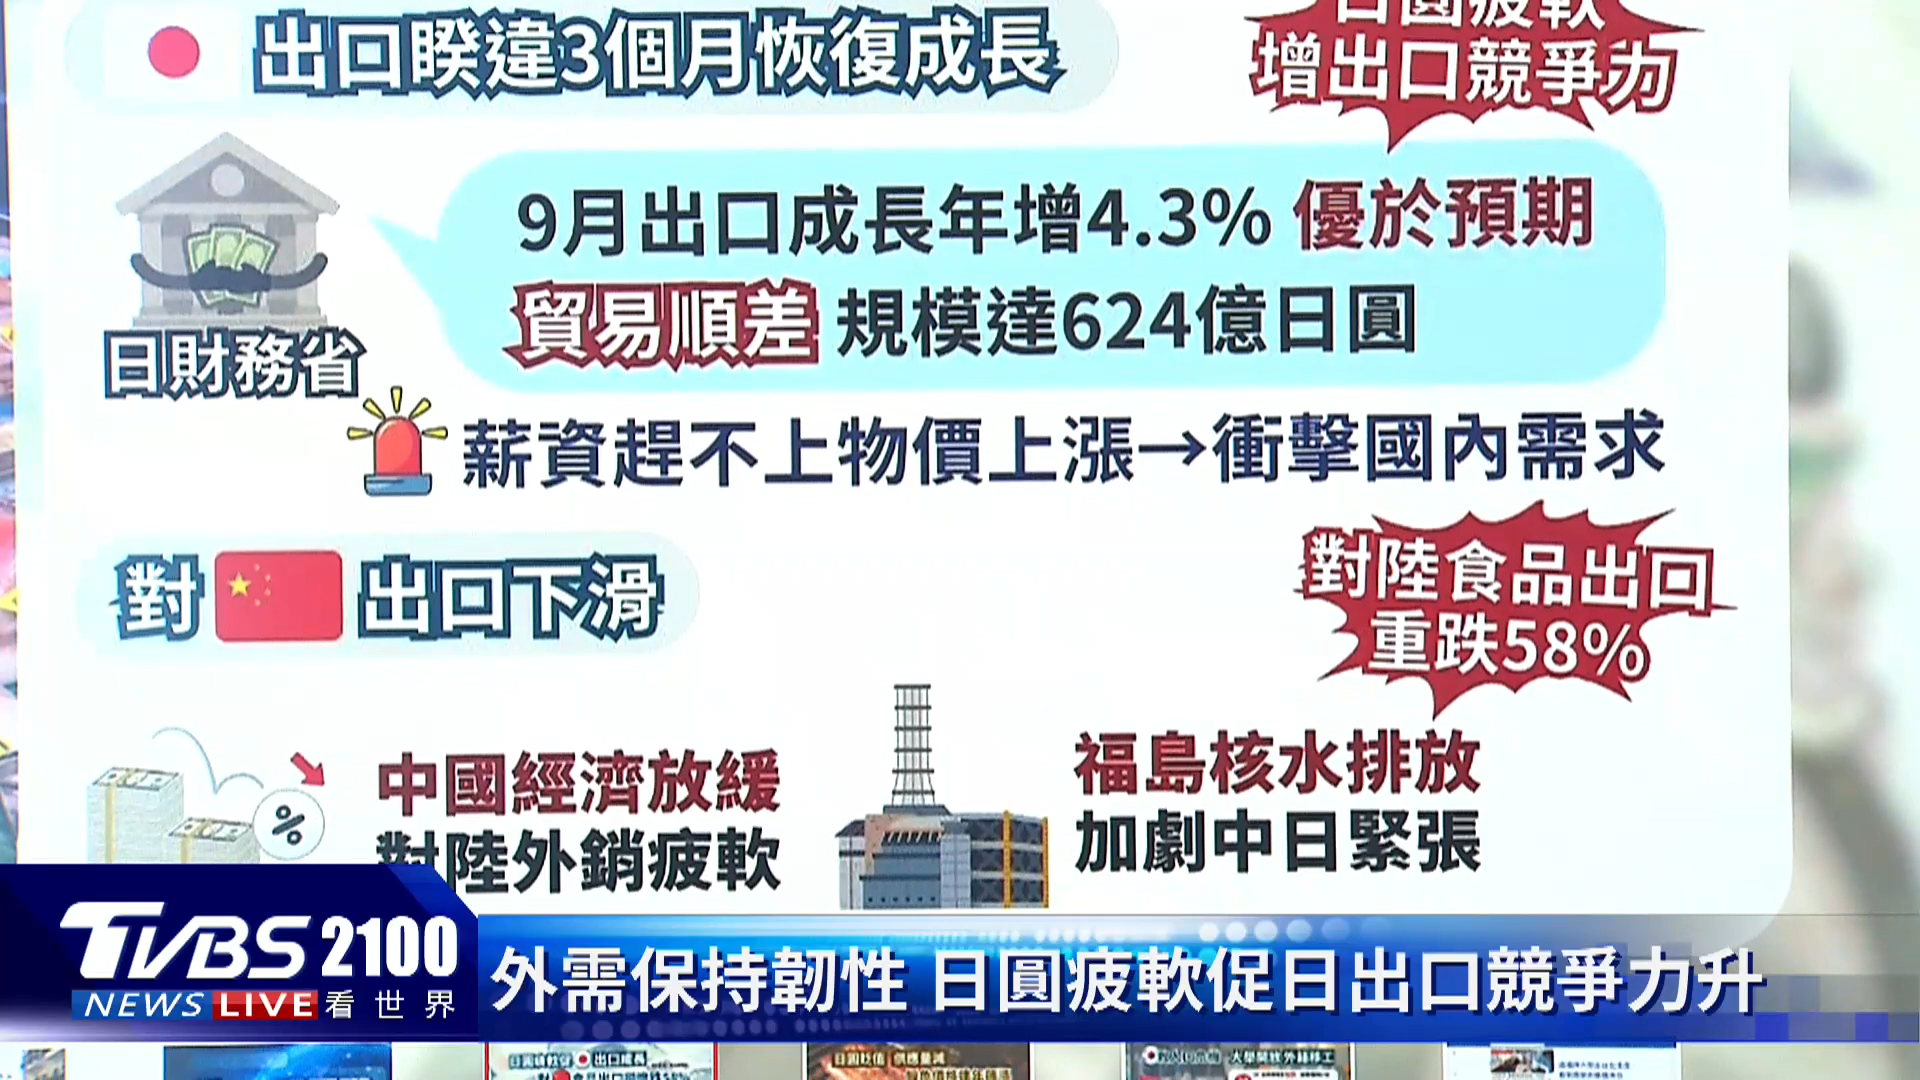 出口睽違3個月恢復成長
日圓疲軟
增出口競爭力
9月出口成長年增4.3% 優於預期
貿易順差 規模達624億日圓
日財務省
薪資趕不上物價上漲→衝擊國內需求
對 出口下滑
對陸食品出口
重跌58%
中國經濟放緩
對陸外銷疲軟
%
福島核水排放
加劇中日緊張
TVBS 2100
NEWS LIVE 看世界
外需保持韌性 日圓疲軟促日出口競爭力升